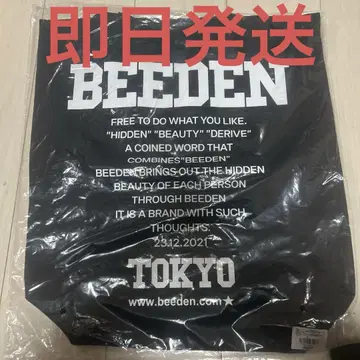 即日発送
BEEDEN
FREE TO DO WHAT YOU LIKE.
"HIDDEN" "BEAUTY" "DERIVE"
A COINED WORD THAT
COMBINES"BEEDEN"
BEEDEN BRINGS OUT THE HIDDEN
BEAUTY OF EACH PERSON
THROUGH BEEDEN
IT IS A BRAND WITH SUCH
THOUGHTS.
23.12.2021
TOKYO
www.beeden.com★